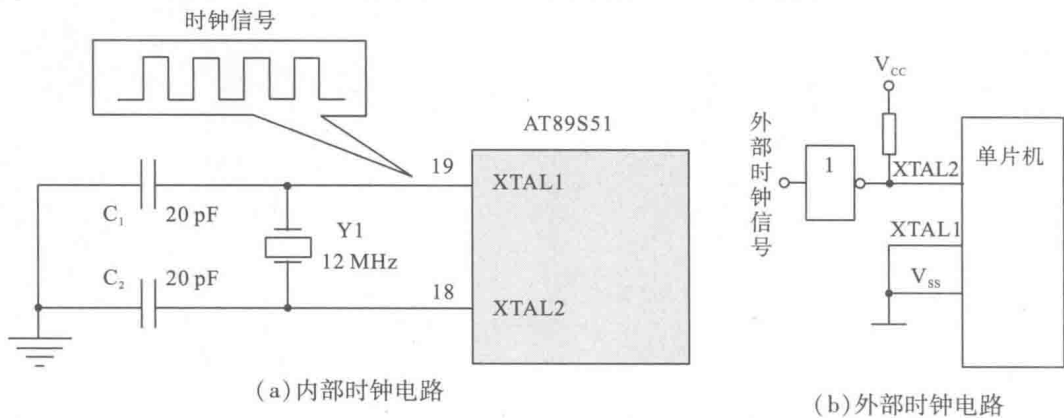 时钟信号
AT89S51
19
XTAL1
C₁
20 pF
Y1
12 MHz
C₂
20 pF
18
XTAL2
(a)内部时钟电路
V_CC
外部时钟信号
1
XTAL2
单片机
XTAL1
V_SS
(b)外部时钟电路